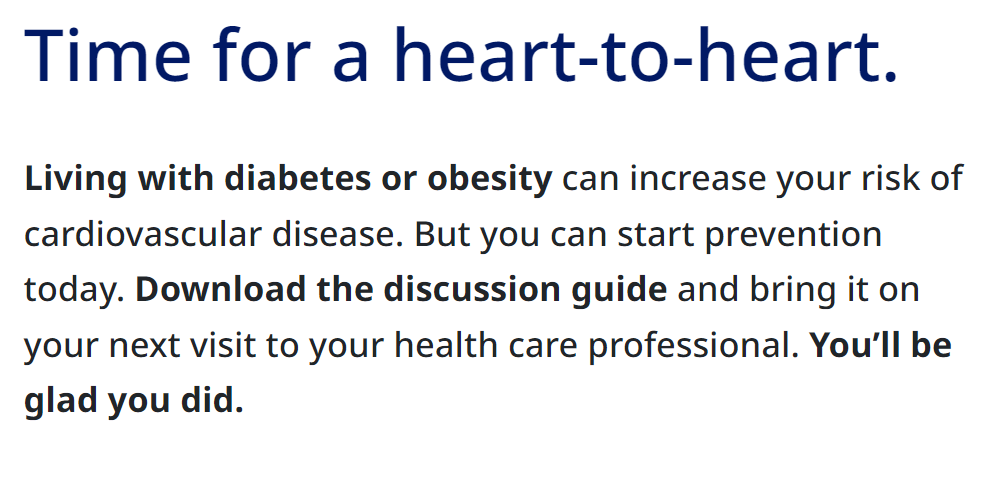 Time for a heart-to-heart.
Living with diabetes or obesity can increase your risk of
cardiovascular disease. But you can start prevention
today. Download the discussion guide and bring it on
your next visit to your health care professional. You’ll be
glad you did.